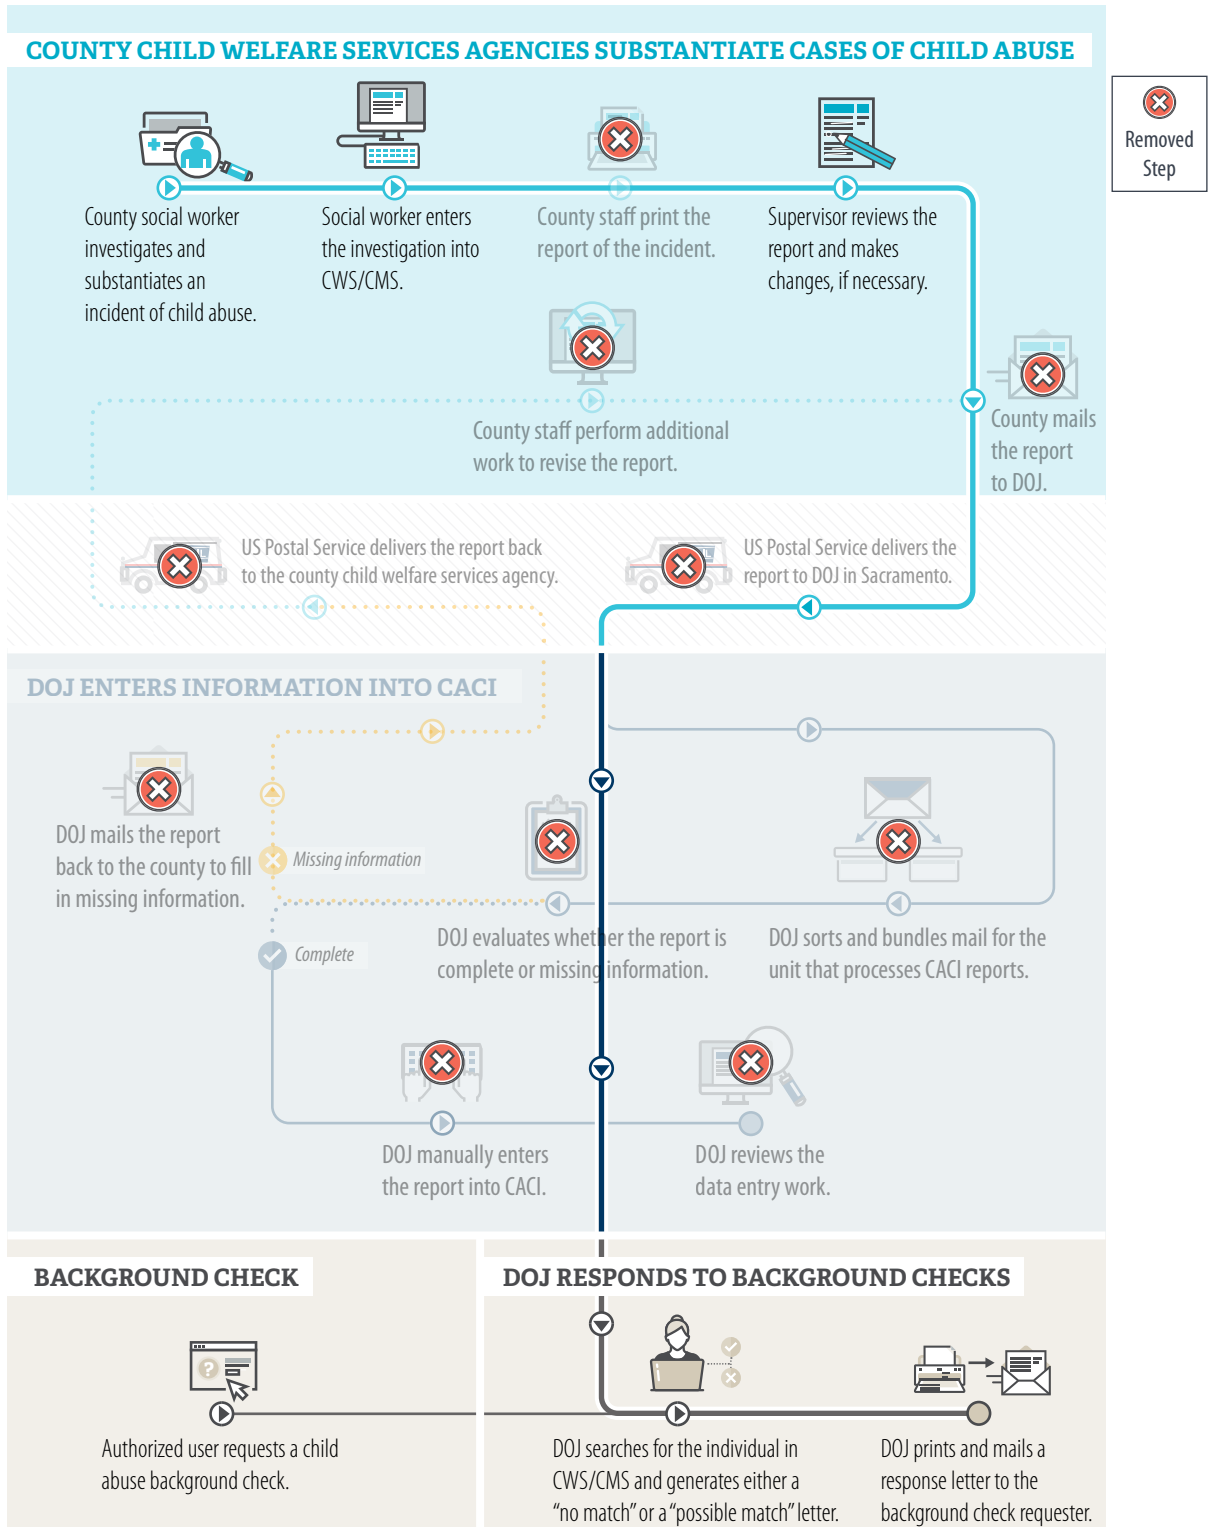 COUNTY CHILD WELFARE SERVICES AGENCIES SUBSTANTIATE CASES OF CHILD ABUSE
Removed
Step
County social worker
investigates and
substantiates an
incident of child abuse.
Social worker enters
the investigation into
CWS/CMS.
County staff print the
report of the incident.
Supervisor reviews the
report and makes
changes, if necessary.
County staff perform additional
work to revise the report.
County mails
the report
to DOJ.
US Postal Service delivers the report back
to the county child welfare services agency.
US Postal Service delivers the
report to DOJ in Sacramento.
DOJ ENTERS INFORMATION INTO CACI
DOJ mails the report
back to the county to fill
in missing information.
Missing information
Complete
DOJ evaluates whether the report is
complete or missing information.
DOJ sorts and bundles mail for the
unit that processes CACI reports.
DOJ manually enters
the report into CACI.
DOJ reviews the
data entry work.
BACKGROUND CHECK
?
Authorized user requests a child
abuse background check.
DOJ RESPONDS TO BACKGROUND CHECKS
DOJ searches for the individual in
CWS/CMS and generates either a
“no match” or a “possible match” letter.
DOJ prints and mails a
response letter to the
background check requester.